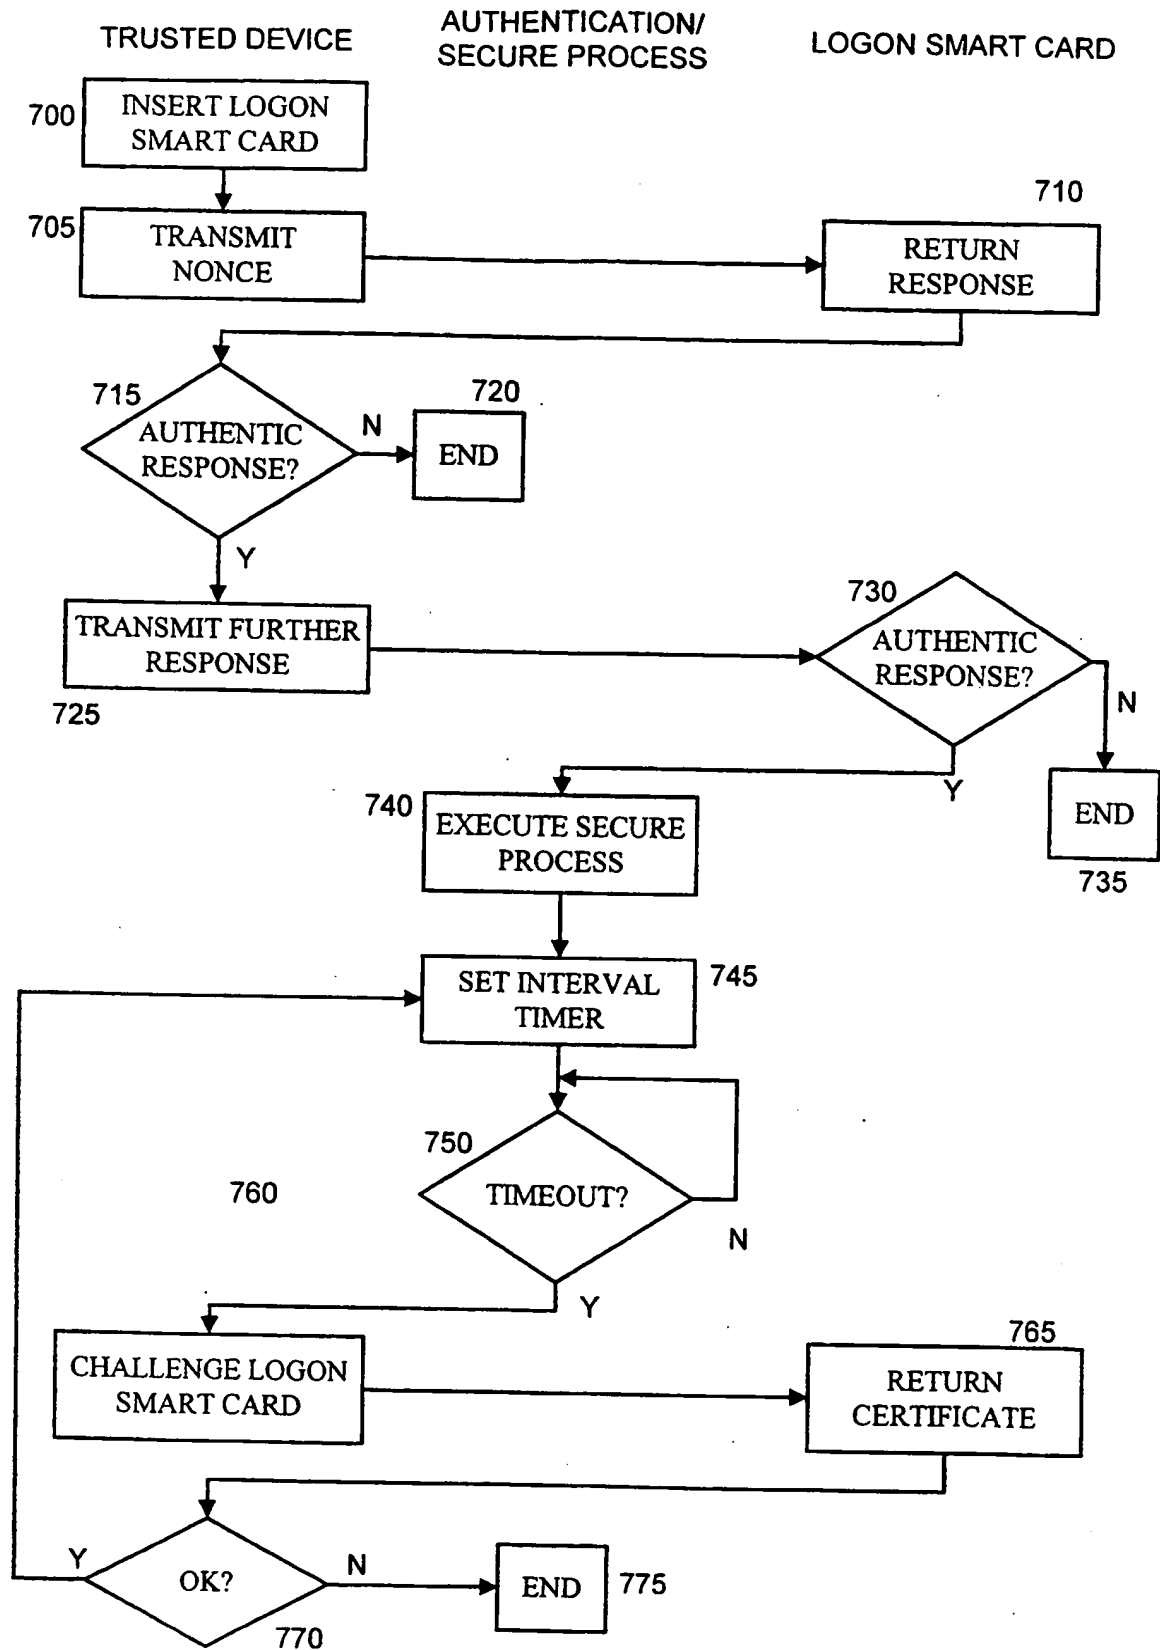 TRUSTED DEVICE
AUTHENTICATION/
SECURE PROCESS
LOGON SMART CARD
700
INSERT LOGON
SMART CARD
705
TRANSMIT
NONCE
710
RETURN
RESPONSE
715
AUTHENTIC
RESPONSE?
N
720
END
Y
TRANSMIT FURTHER
RESPONSE
725
730
AUTHENTIC
RESPONSE?
N
Y
END
735
740
EXECUTE SECURE
PROCESS
SET INTERVAL
TIMER
745
750
TIMEOUT?
N
760
Y
CHALLENGE LOGON
SMART CARD
765
RETURN
CERTIFICATE
Y
OK?
N
770
END
775